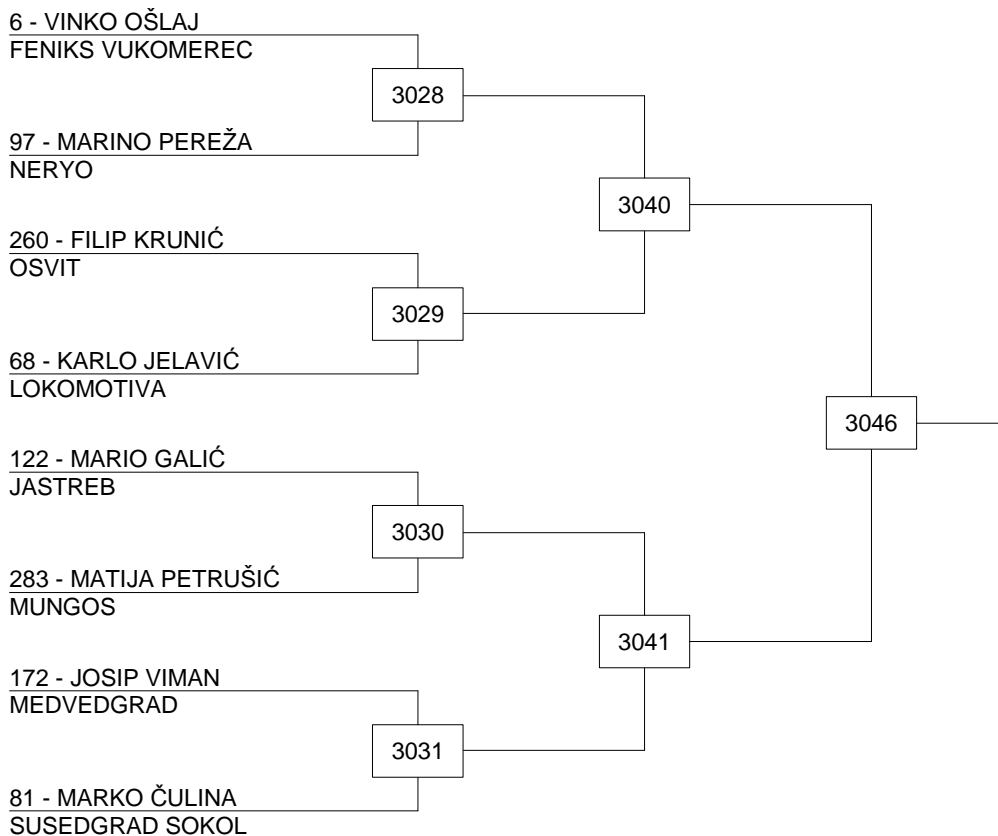 6 - VINKO OŠLAJ
FENIKS VUKOMEREC
3028
97 - MARINO PEREŽA
NERYO
3040
260 - FILIP KRUNIĆ
OSVIT
3029
68 - KARLO JELAVIĆ
LOKOMOTIVA
3046
122 - MARIO GALIĆ
JASTREB
3030
283 - MATIJA PETRUŠIĆ
MUNGOS
3041
172 - JOSIP VIMAN
MEDVEDGRAD
3031
81 - MARKO ČULINA
SUSEDGRAD SOKOL